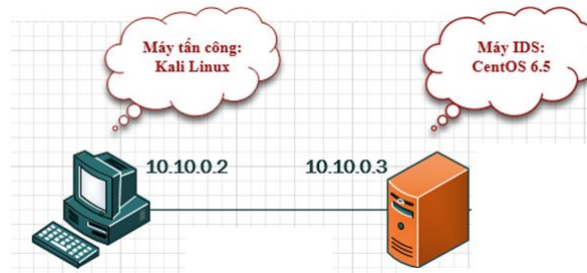 Máy tấn công:
Kali Linux
Máy IDS:
CentOS 6.5
10.10.0.2
10.10.0.3